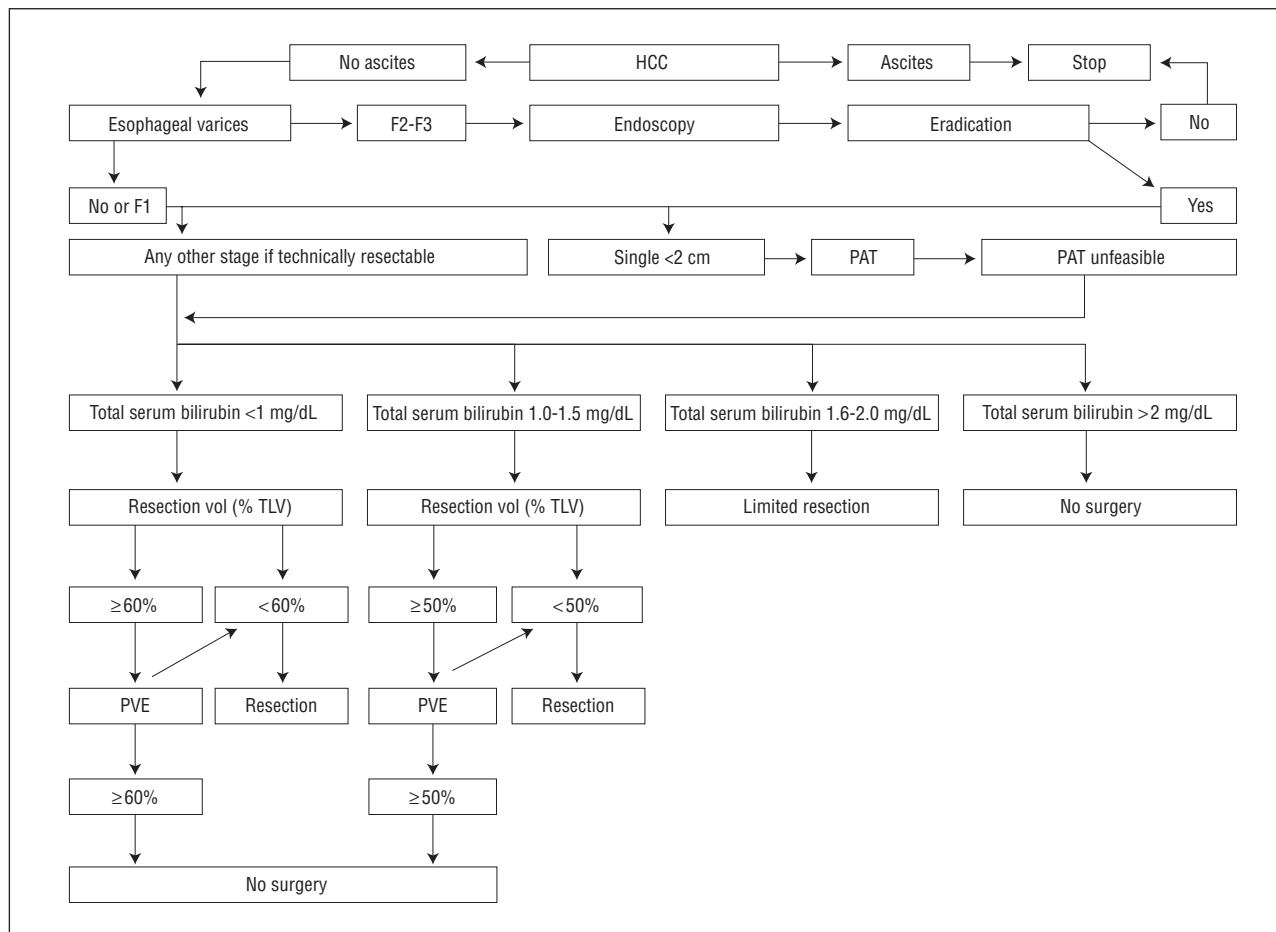 No ascites
HCC
Ascites
Stop
Esophageal varices
F2-F3
Endoscopy
Eradication
No
No or F1
Yes
Any other stage if technically resectable
Single <2 cm
PAT
PAT unfeasible
Total serum bilirubin <1 mg/dL
Total serum bilirubin 1.0-1.5 mg/dL
Total serum bilirubin 1.6-2.0 mg/dL
Total serum bilirubin >2 mg/dL
Resection vol (% TLV)
Resection vol (% TLV)
Limited resection
No surgery
≥60%
<60%
≥50%
<50%
PVE
Resection
PVE
Resection
≥60%
≥50%
No surgery